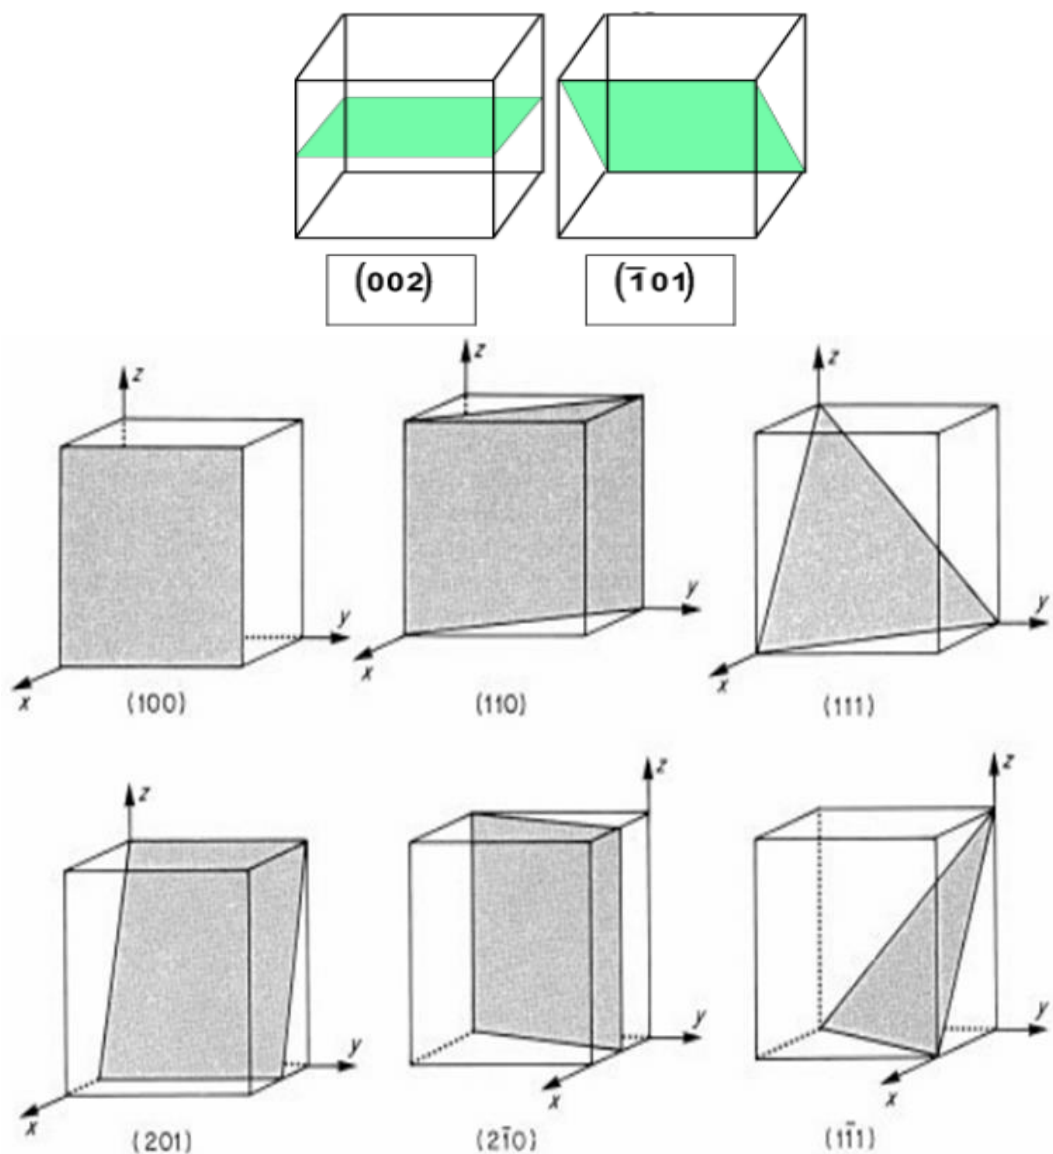 (002) (1̅01)
z z z
y y y
x x x
(100) (110) (111)
z z z
y y y
x x x
(201) (21̅0) (11̅1)